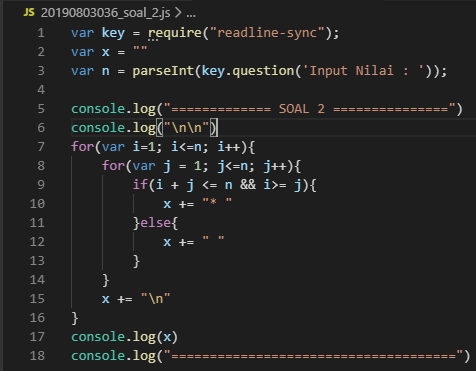 JS 20190803036_soal_2.js > ...
1 var key = require("readline-sync");
2 var x = ""
3 var n = parseInt(key.question('Input Nilai : '));
4
5 console.log("============= SOAL 2 ===============")
6 console.log("\n\n")
7 for(var i=1; i<=n; i++){
8     for(var j = 1; j<=n; j++){
9         if(i + j <= n && i>= j){
10             x += "* "
11         }else{
12             x += " "
13         }
14     }
15     x += "\n"
16 }
17 console.log(x)
18 console.log("====================================")